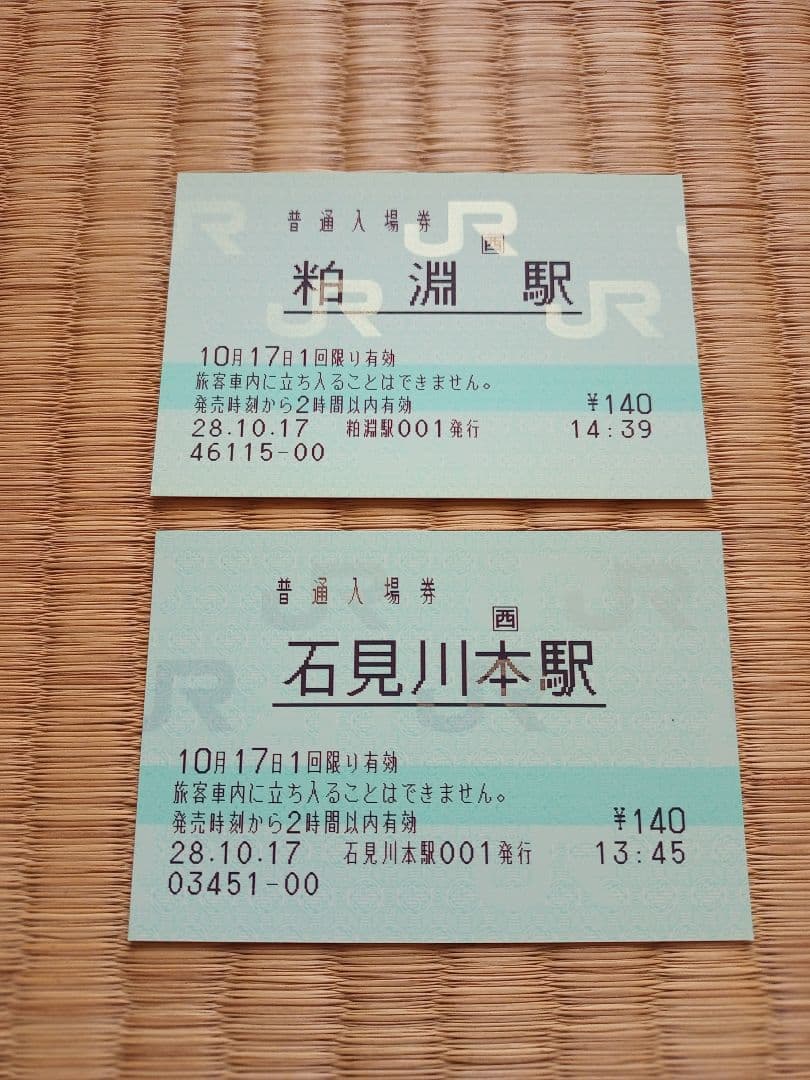 普通入場券
西
粕淵駅
10月17日1回限り有効
旅客車内に立ち入ることはできません。
発売時刻から2時間以内有効 ¥140
28.10.17 粕淵駅001発行 14:39
46115-00
JR JR JR JR
普通入場券
西
石見川本駅
10月17日1回限り有効
旅客車内に立ち入ることはできません。
発売時刻から2時間以内有効 ¥140
28.10.17 石見川本駅001発行 13:45
03451-00
JR JR JR JR